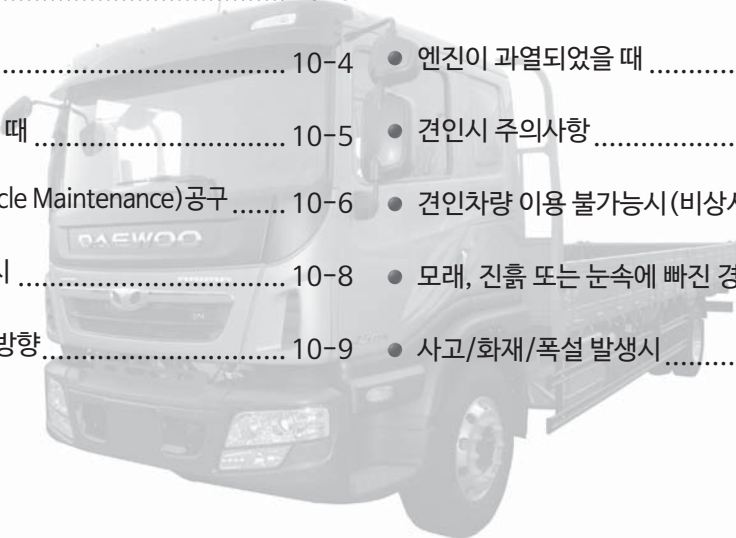 10-4
때 10-5
cle Maintenance)공구 10-6
10-8
방향 10-9
● 엔진이 과열되었을 때
● 견인시 주의사항
● 견인차량 이용 불가능시(비상시
● 모래, 진흙 또는 눈속에 빠진 경
● 사고/화재/폭설 발생시
DAEWOO